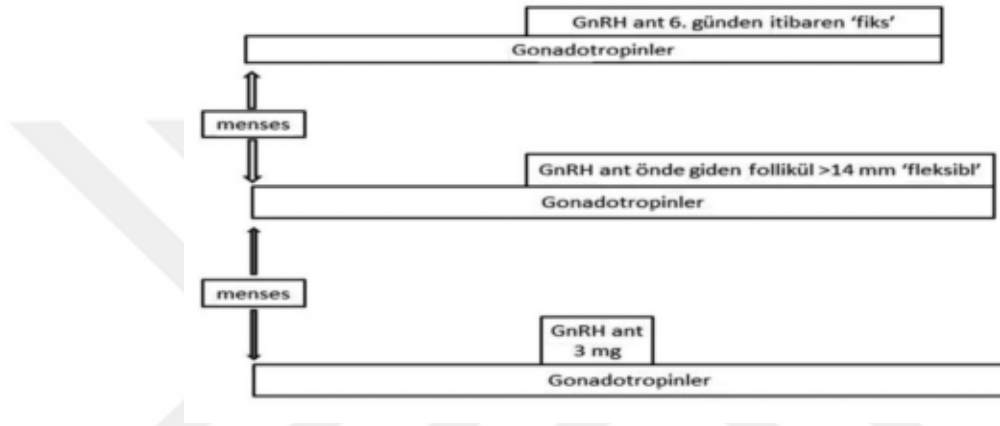 GnRH ant 6. günden itibaren ‘fiks’
Gonadotropinler
menses
GnRH ant önde giden follikül >14 mm ‘fleksibl’
Gonadotropinler
menses
GnRH ant
3 mg
Gonadotropinler